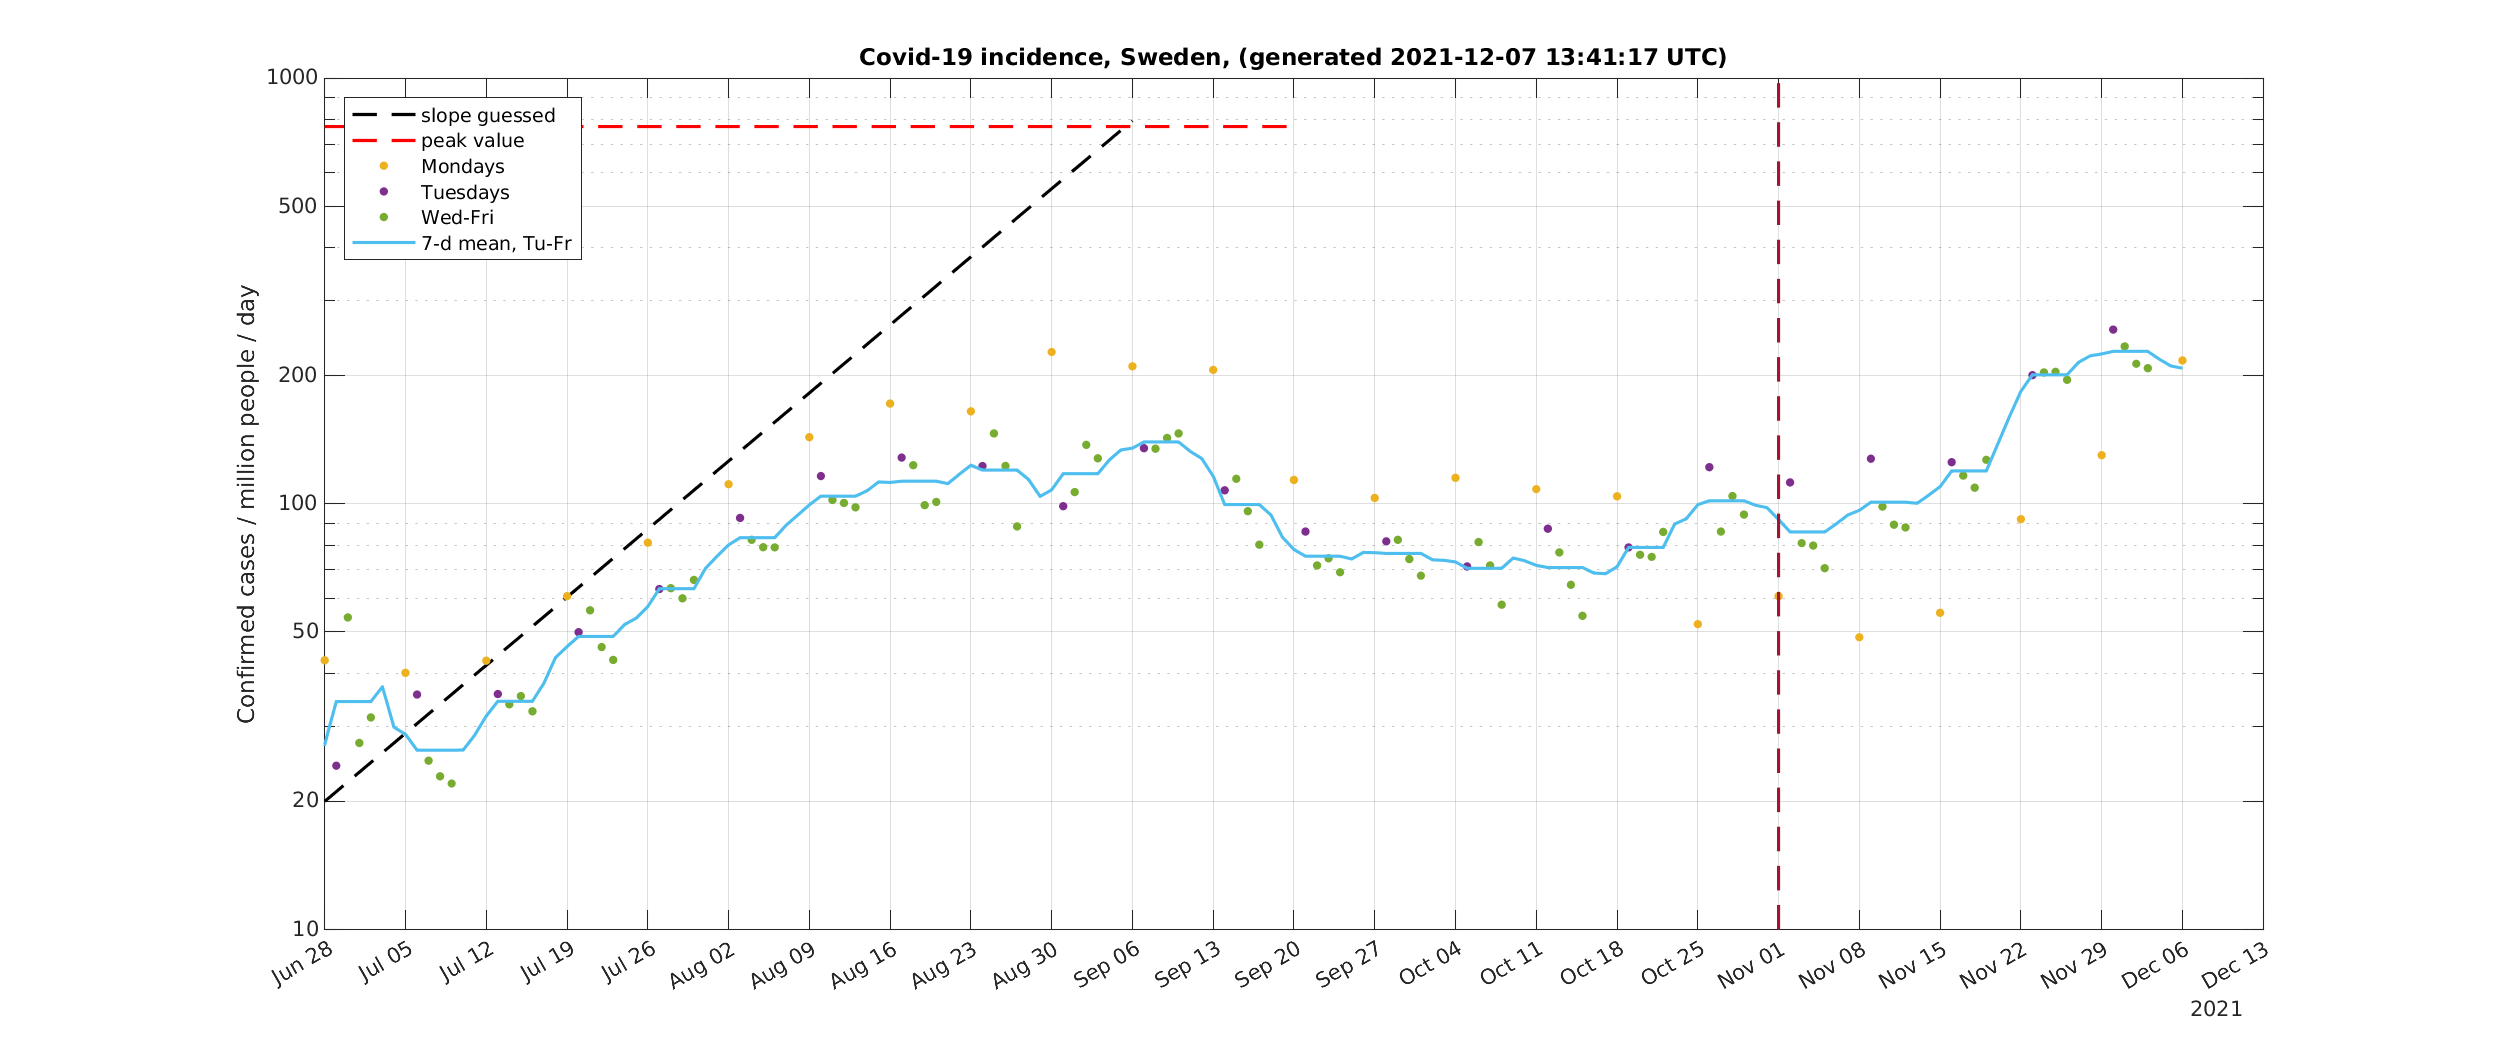 Covid-19 incidence, Sweden, (generated 2021-12-07 13:41:17 UTC)
Confirmed cases / million people / day
1000
500
200
100
50
20
10
slope guessed
peak value
Mondays
Tuesdays
Wed-Fri
7-d mean, Tu-Fr
Jun 28
Jul 05
Jul 12
Jul 19
Jul 26
Aug 02
Aug 09
Aug 16
Aug 23
Aug 30
Sep 06
Sep 13
Sep 20
Sep 27
Oct 04
Oct 11
Oct 18
Oct 25
Nov 01
Nov 08
Nov 15
Nov 22
Nov 29
Dec 06
Dec 13
2021